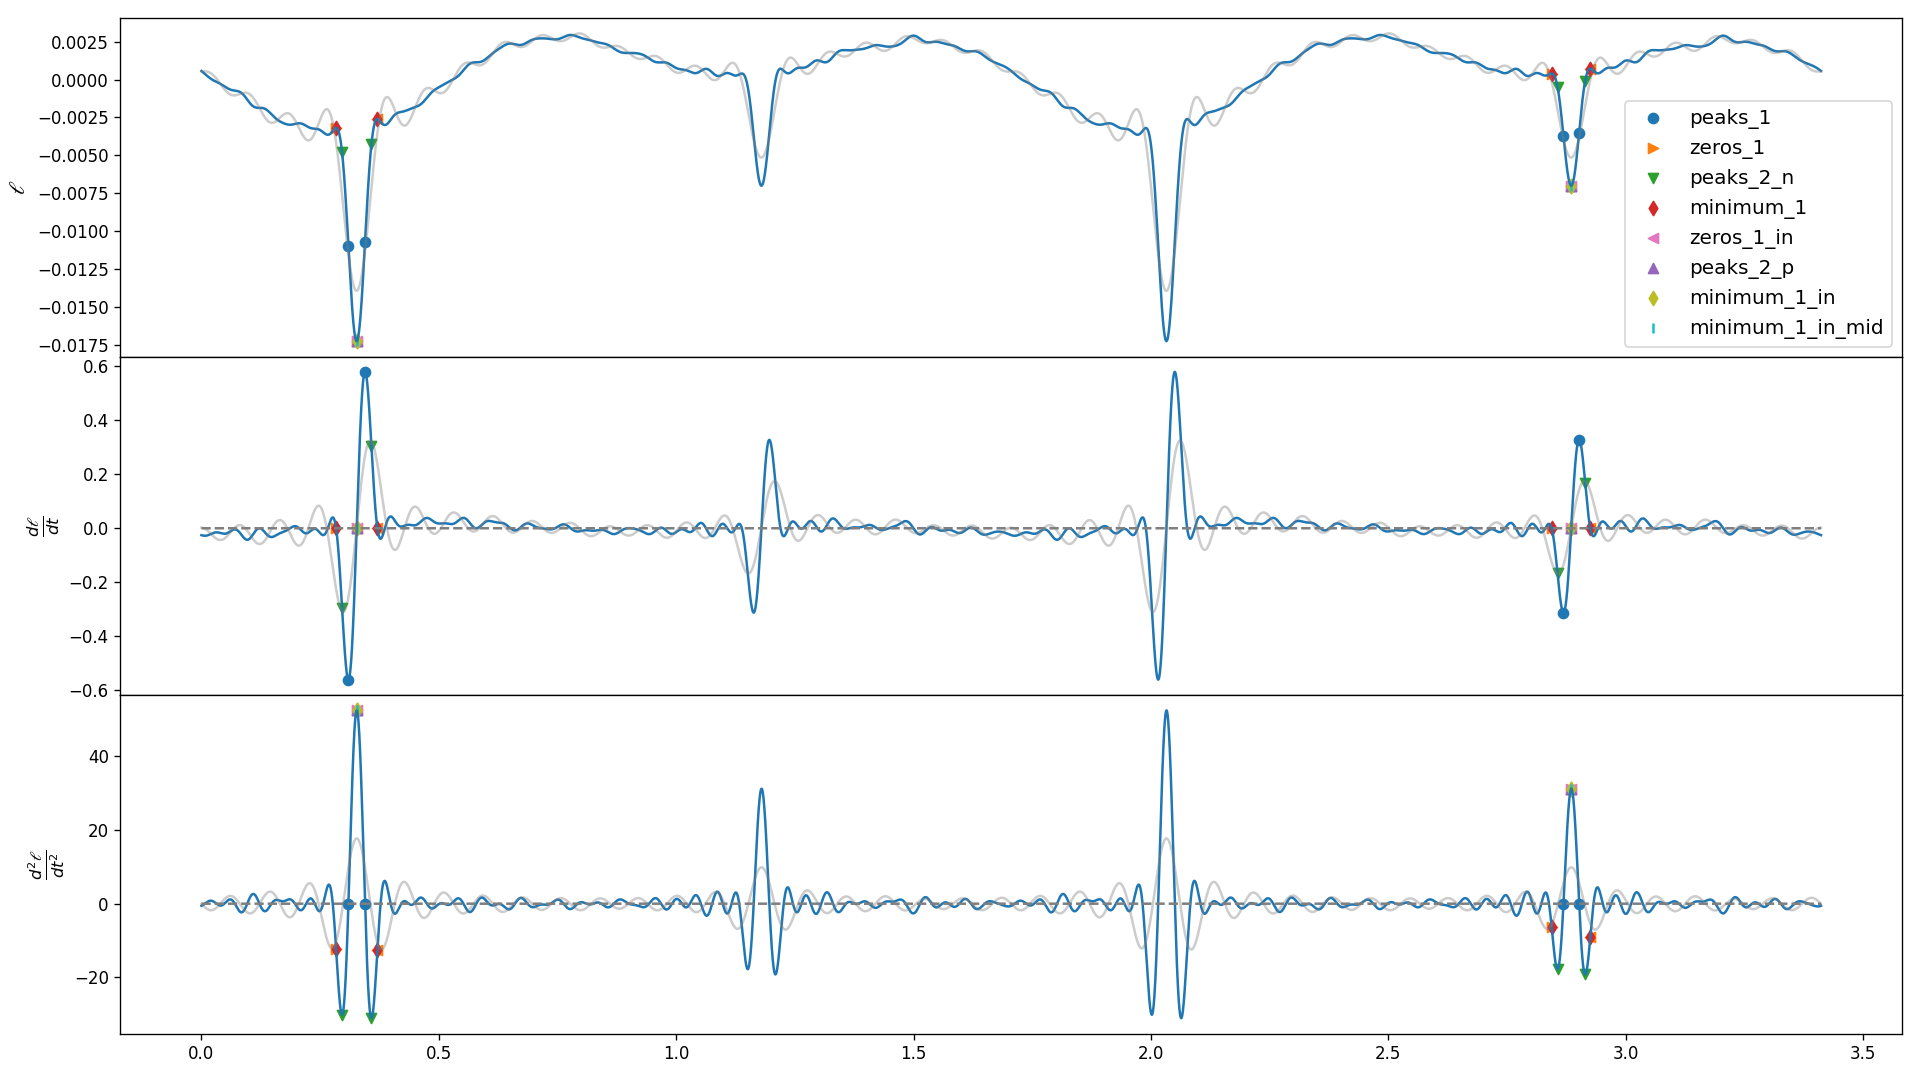 0.0025
0.0000
−0.0025
−0.0050
−0.0075
−0.0100
−0.0125
−0.0150
−0.0175
ℓ
peaks_1
zeros_1
peaks_2_n
minimum_1
zeros_1_in
peaks_2_p
minimum_1_in
minimum_1_in_mid
0.6
0.4
0.2
0.0
−0.2
−0.4
−0.6
dℓ
dt
40
20
0
−20
d²ℓ
dt²
0.0 0.5 1.0 1.5 2.0 2.5 3.0 3.5